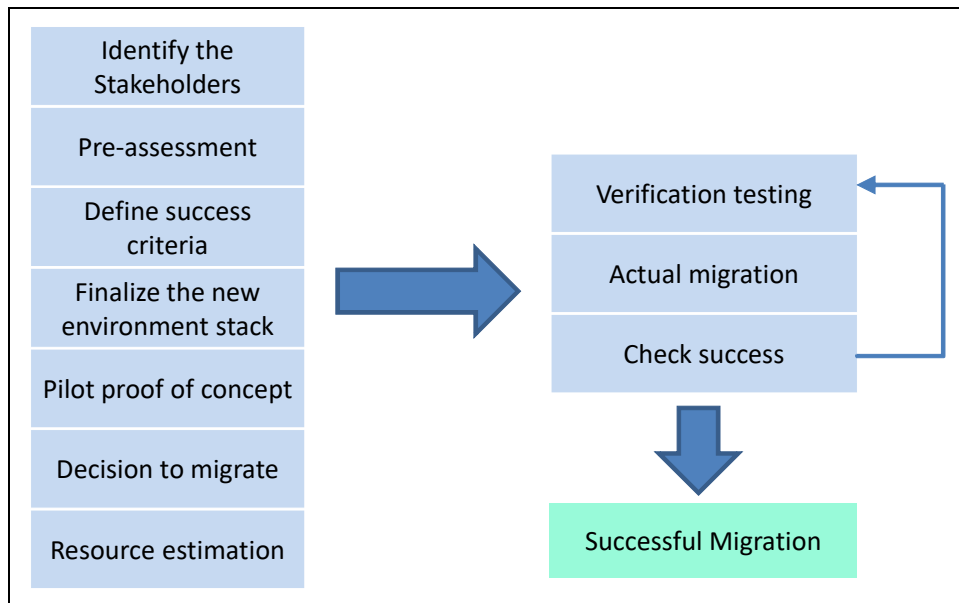 Identify the
Stakeholders
Pre-assessment
Define success
criteria
Finalize the new
environment stack
Pilot proof of concept
Decision to migrate
Resource estimation
Verification testing
Actual migration
Check success
Successful Migration